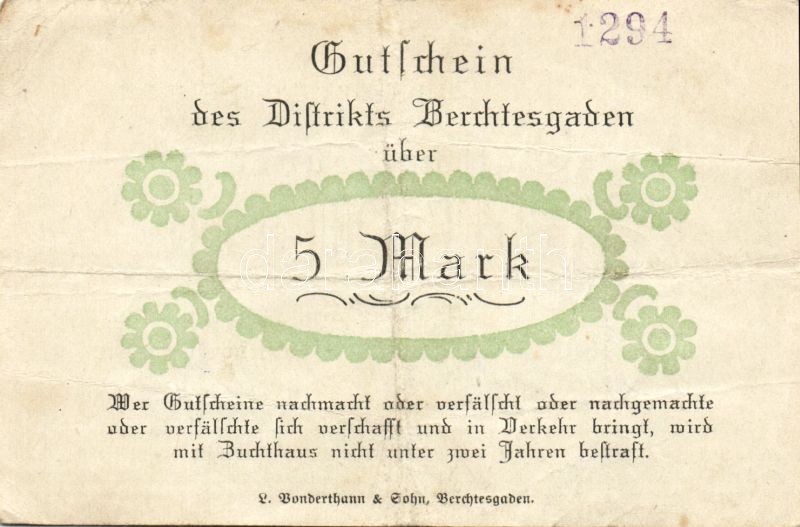 1294
Gutschein
des Distrikts Berchtesgaden
über
5 Mark
Wer Gutscheine nachmacht oder verfälscht oder nachgemachte
oder verfälschte sich verschafft und in Verkehr bringt, wird
mit Zuchthaus nicht unter zwei Jahren bestraft.
L. Vonderthann & Sohn, Berchtesgaden.